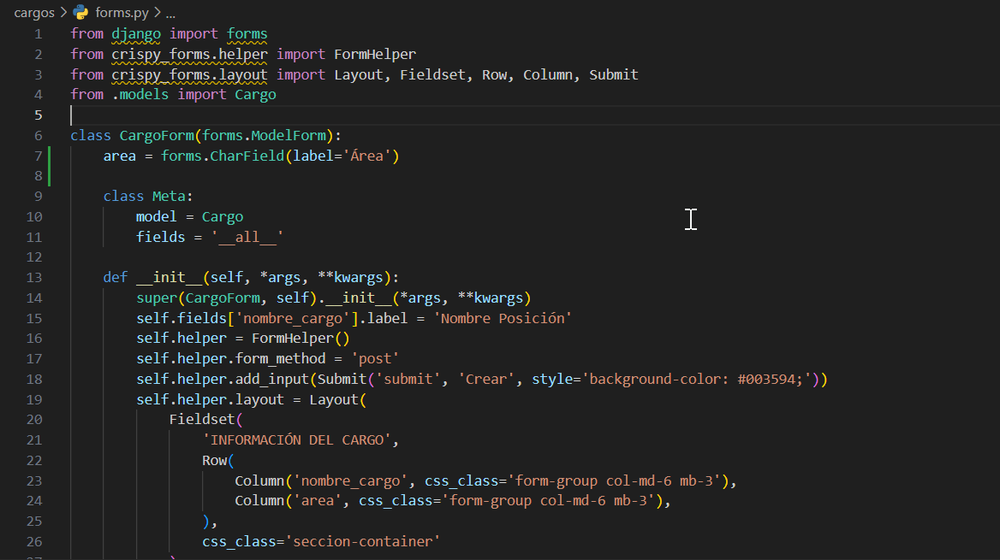 cargos > forms.py > ...
1 from django import forms
2 from crispy_forms.helper import FormHelper
3 from crispy_forms.layout import Layout, Fieldset, Row, Column, Submit
4 from .models import Cargo
5
6 class CargoForm(forms.ModelForm):
7     area = forms.CharField(label='Área')
8
9     class Meta:
10         model = Cargo
11         fields = '__all__'
12
13     def __init__(self, *args, **kwargs):
14         super(CargoForm, self).__init__(*args, **kwargs)
15         self.fields['nombre_cargo'].label = 'Nombre Posición'
16         self.helper = FormHelper()
17         self.helper.form_method = 'post'
18         self.helper.add_input(Submit('submit', 'Crear', style='background-color: #003594;'))
19         self.helper.layout = Layout(
20             Fieldset(
21                 'INFORMACIÓN DEL CARGO',
22                 Row(
23                     Column('nombre_cargo', css_class='form-group col-md-6 mb-3'),
24                     Column('area', css_class='form-group col-md-6 mb-3'),
25                 ),
26                 css_class='seccion-container'